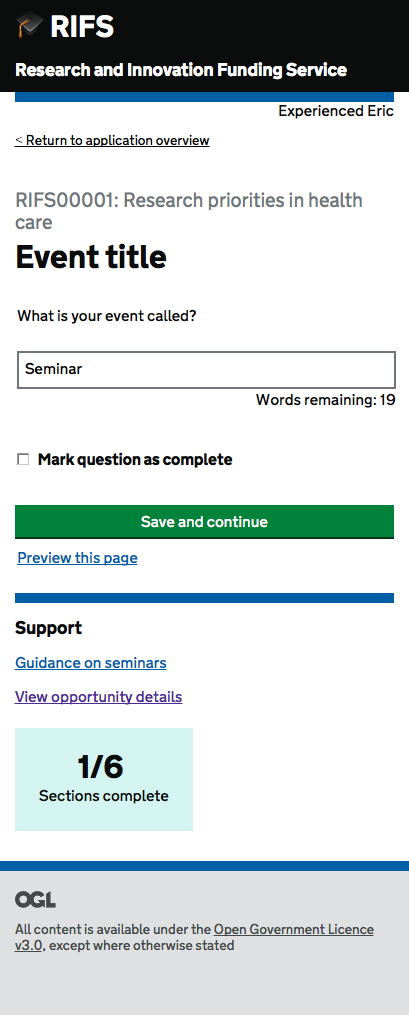 RIFS
Research and Innovation Funding Service
Experienced Eric
< Return to application overview
RIFS00001: Research priorities in health
care
Event title
What is your event called?
Seminar
Words remaining: 19
Mark question as complete
Save and continue
Preview this page
Support
Guidance on seminars
View opportunity details
1/6
Sections complete
OGL
All content is available under the Open Government Licence
v3.0, except where otherwise stated